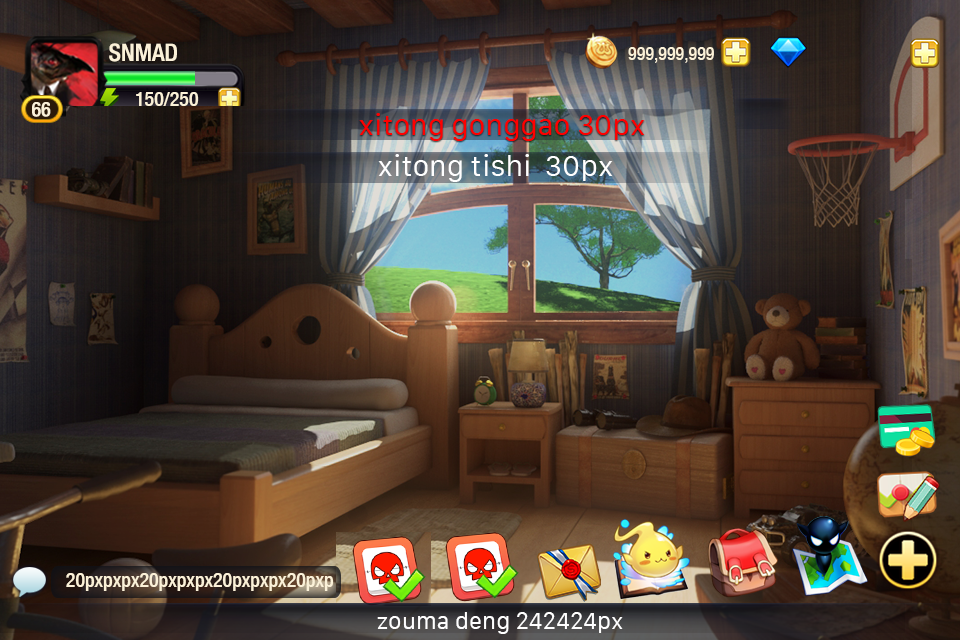 SNMAD
150/250
66
999,999,999
xitong gonggao 30px
xitong tishi 30px
20pxpxpx20pxpxpx20pxpxpx20pxp
zouma deng 242424px